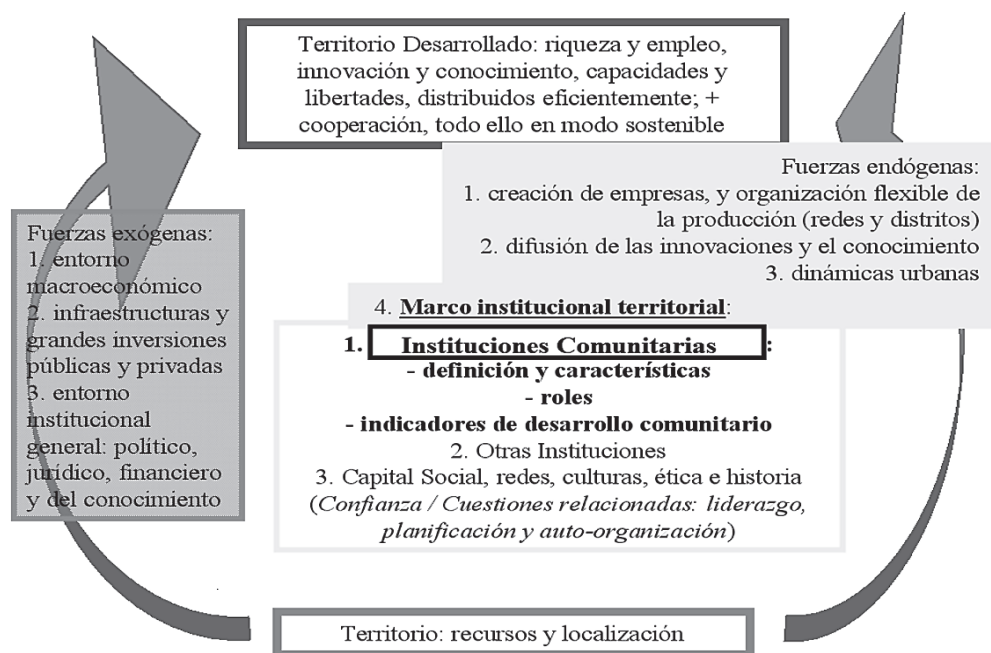 Territorio Desarrollado: riqueza y empleo,
innovación y conocimiento, capacidades y
libertades, distribuidos eficientemente; +
cooperación, todo ello en modo sostenible
Fuerzas endógenas:
1. creación de empresas, y organización flexible de
la producción (redes y distritos)
2. difusión de las innovaciones y el conocimiento
3. dinámicas urbanas
Fuerzas exógenas:
1. entorno
macroeconómico
2. infraestructuras y
grandes inversiones
públicas y privadas
3. entorno
institucional
general: político,
jurídico, financiero
y del conocimiento
4. Marco institucional territorial:
1. Instituciones Comunitarias :
- definición y características
- roles
- indicadores de desarrollo comunitario
2. Otras Instituciones
3. Capital Social, redes, culturas, ética e historia
(Confianza / Cuestiones relacionadas: liderazgo,
planificación y auto-organización)
Territorio: recursos y localización